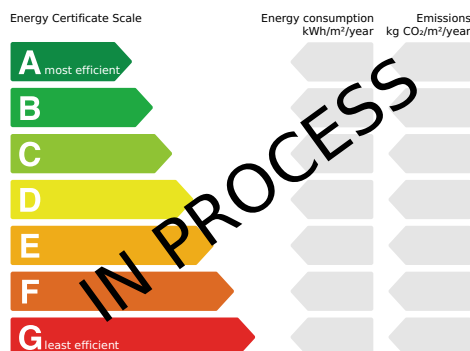 Energy Certificate Scale
Energy consumption
kWh/m²/year
Emissions
kg CO₂/m²/year
A most efficient
B
C
D
E
F
G least efficient
IN PROCESS